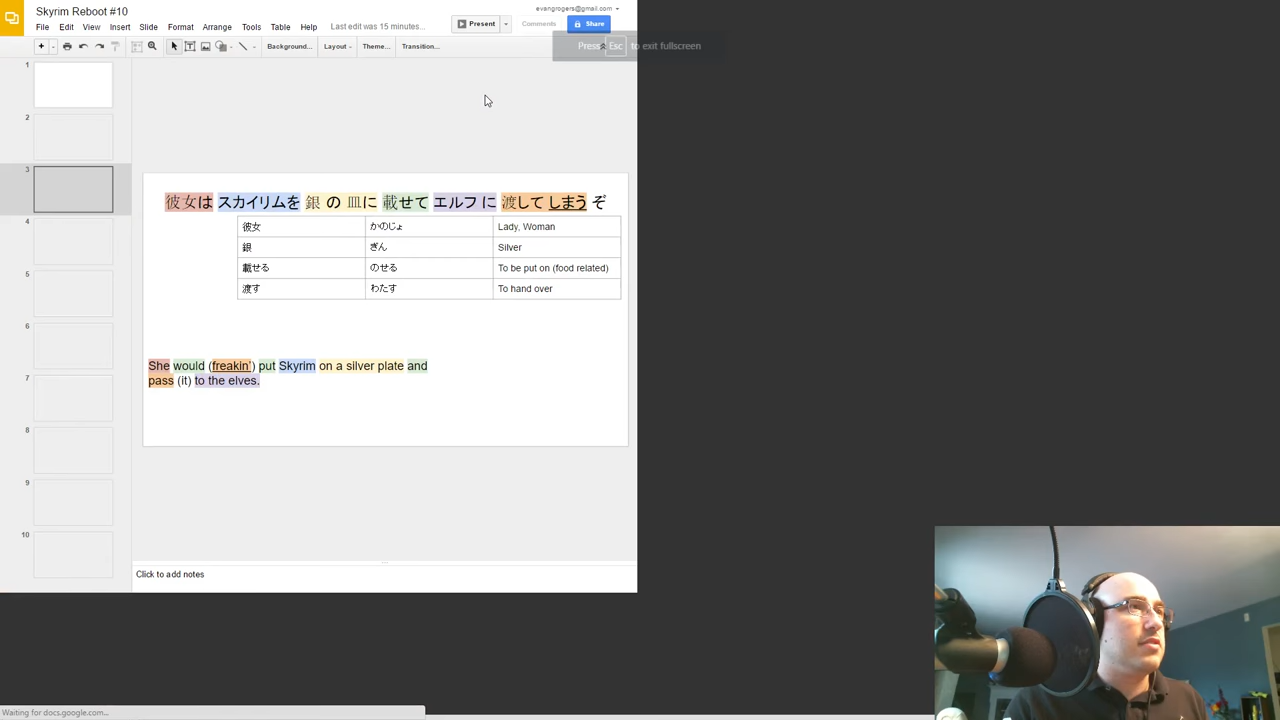 Skyrim Reboot #10
evangrogers@gmail.com
File Edit View Insert Slide Format Arrange Tools Table Help
Last edit was 15 minutes...
Present
Comments
Share
Background... Layout Theme... Transition...
Press Esc to exit fullscreen
1
2
3
4
5
6
7
8
9
10
彼女は スカイリムを 銀 の 皿に 載せて エルフ に 渡して しまう ぞ
彼女 かのじょ Lady, Woman
銀 ぎん Silver
載せる のせる To be put on (food related)
渡す わたす To hand over
She would (freakin') put Skyrim on a silver plate and
pass (it) to the elves.
Click to add notes
Waiting for docs.google.com...